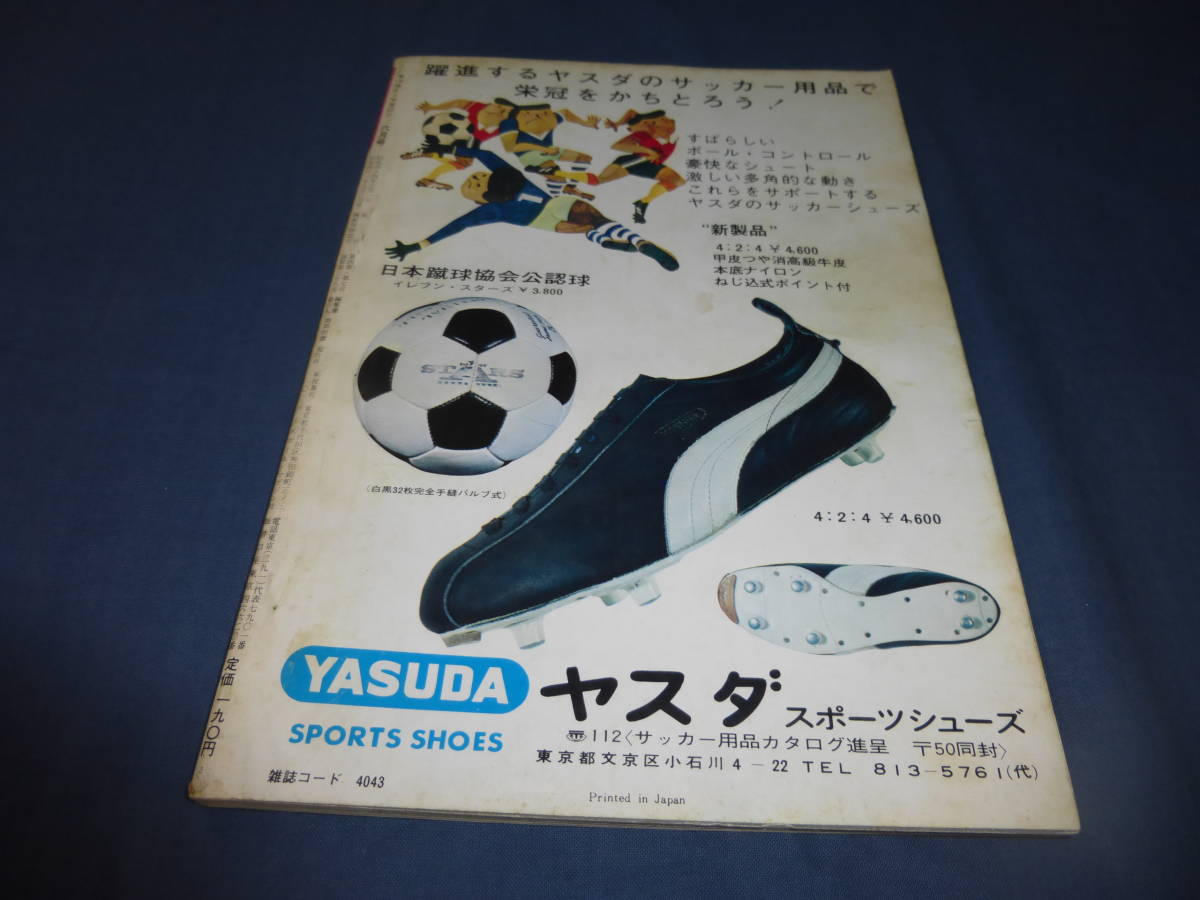 躍進するヤスダのサッカー用品で
栄冠をかちとろう!
すばらしい
ボール・コントロール
豪快なシュート
激しい多角的な動き
これらをサポートする
ヤスダのサッカーシューズ
"新製品"
4:2:4 ¥4,600
甲皮つや消高級牛皮
本底ナイロン
ねじ込式ポイント付
日本蹴球協会公認球
イレブン・スターズ ¥3,800
1
STARS
(白黒32枚完全手縫バルブ式)
4:2:4 ¥4,600
YASUDA
SPORTS SHOES
ヤスダ スポーツシューズ
〒112〈サッカー用品カタログ進呈 〒50同封〉
東京都文京区小石川4-22 TEL 813-5761(代)
雑誌コード 4043
Printed in Japan
定価 一九〇円